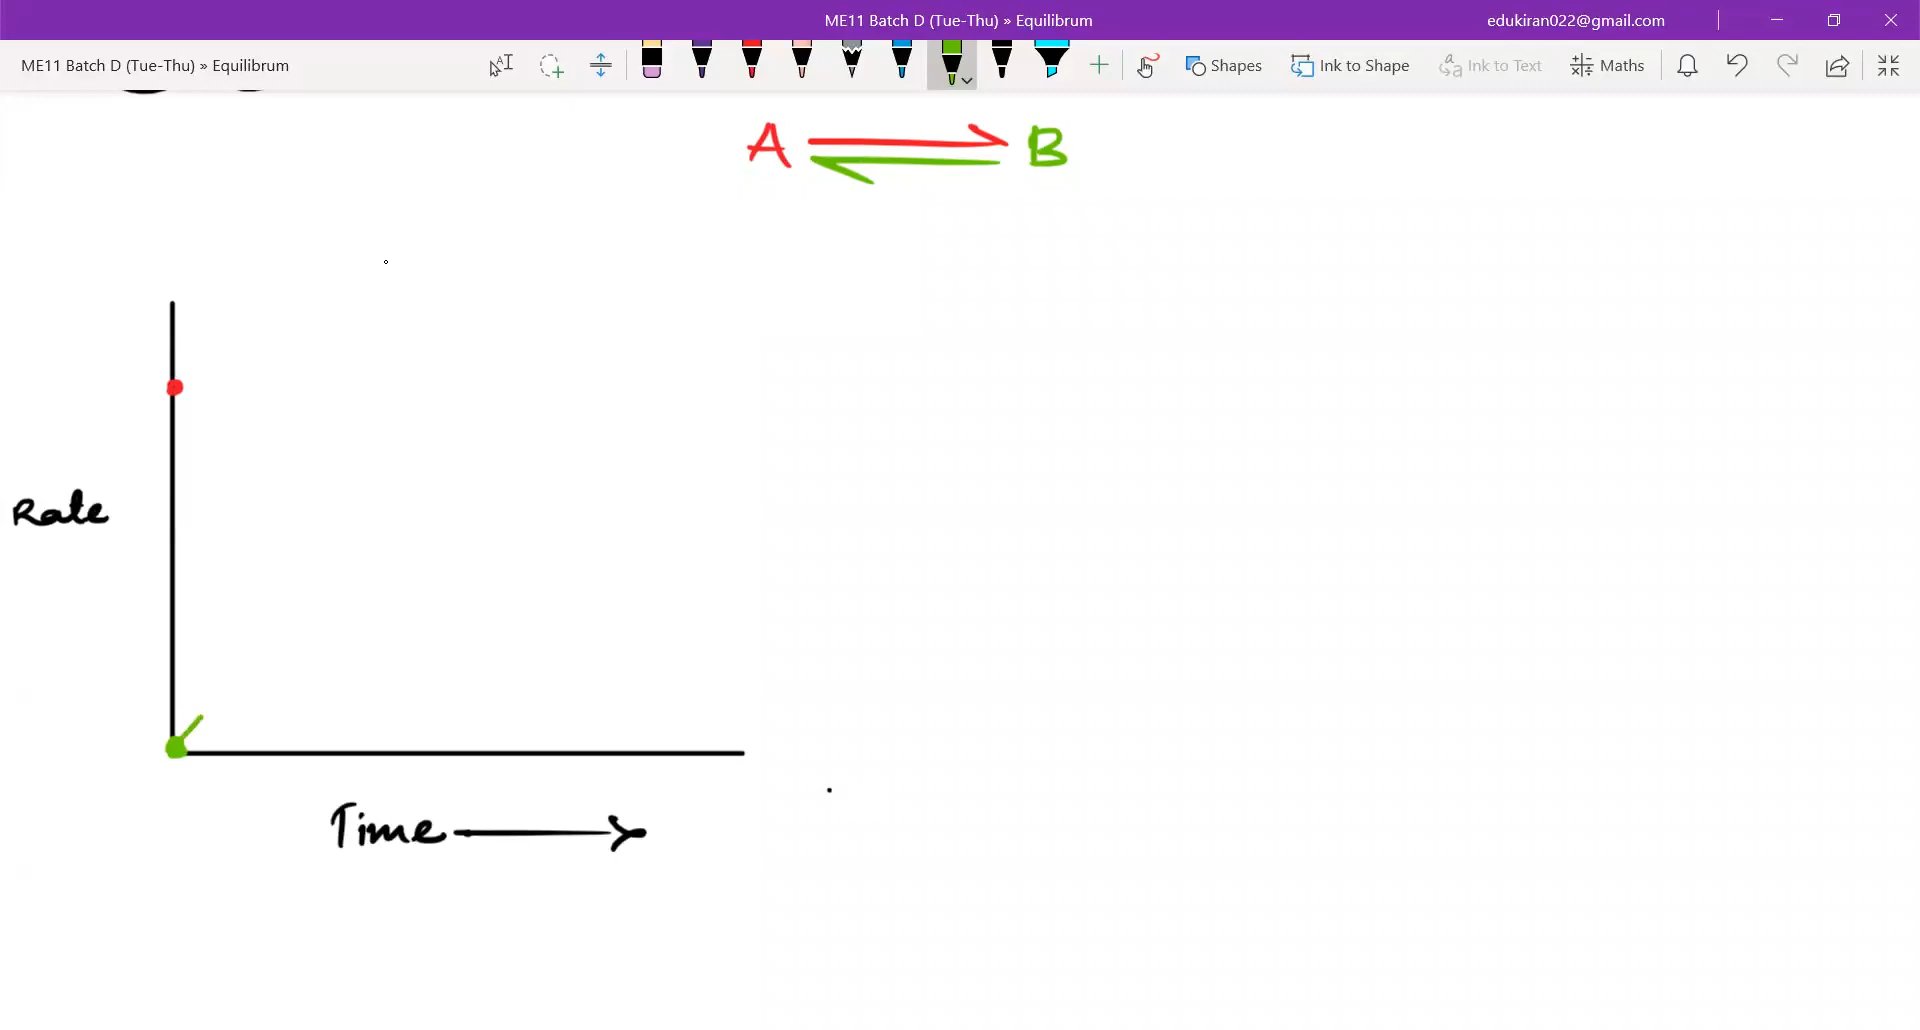 ME11 Batch D (Tue-Thu) » Equilibrum
edukiran022@gmail.com
ME11 Batch D (Tue-Thu) » Equilibrum
Shapes
Ink to Shape
Ink to Text
Maths
A ⇌ B
Rate
Time →